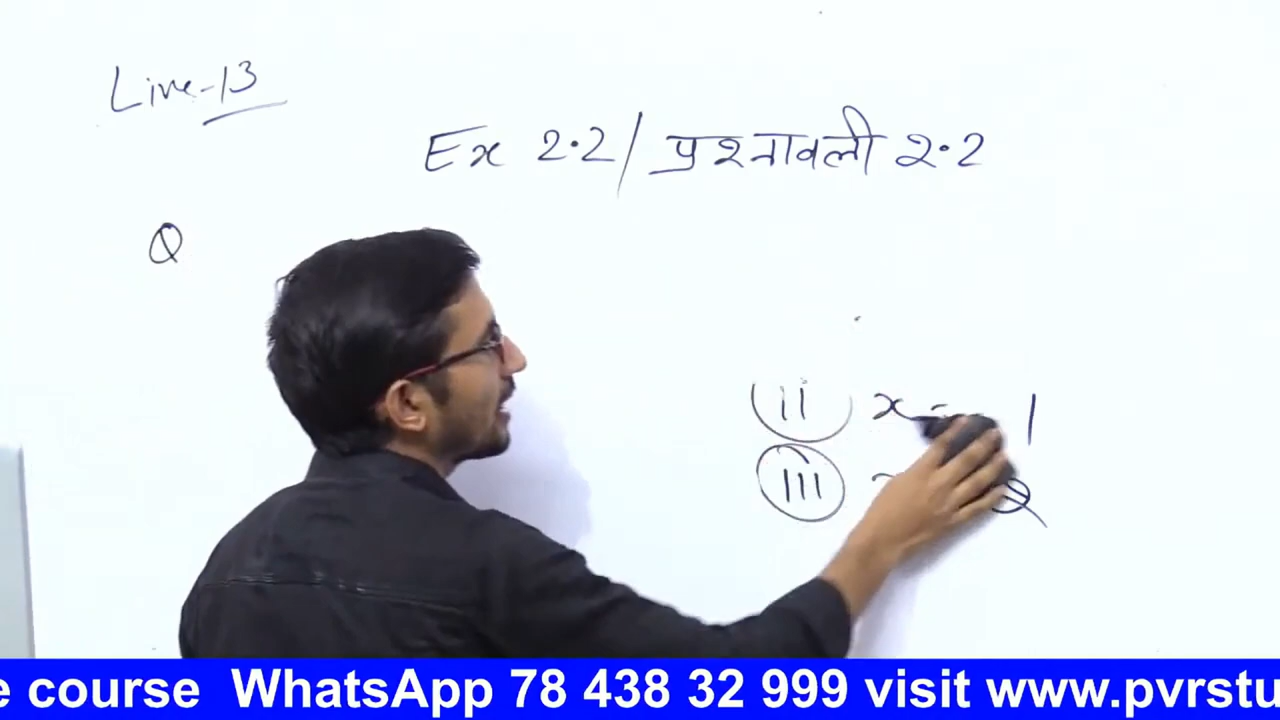 Live-13
Ex 2.2/ प्रश्नावली २.2
Q
ii x = 1
iii
e course WhatsApp 78 438 32 999 visit www.pvrstu